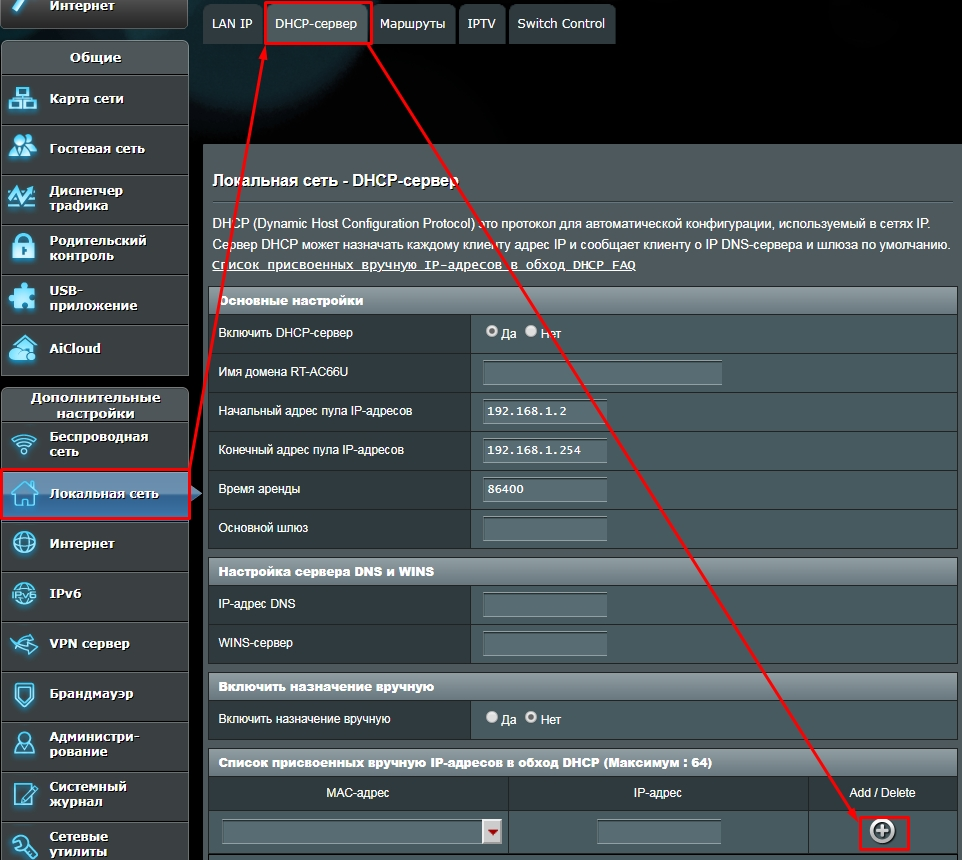 Интернет
Общие
Карта сети
Гостевая сеть
Диспетчер
трафика
Родительский
контроль
USB-
приложение
AiCloud
Дополнительные
настройки
Беспроводная
сеть
Локальная сеть
Интернет
IPv6
VPN сервер
Брандмауэр
Администри-
рование
Системный
журнал
Сетевые
утилиты
LAN IP DHCP-сервер Маршруты IPTV Switch Control
Локальная сеть - DHCP-сервер
DHCP (Dynamic Host Configuration Protocol) это протокол для автоматической конфигурации, используемый в сетях IP.
Сервер DHCP может назначать каждому клиенту адрес IP и сообщает клиенту о IP DNS-сервера и шлюза по умолчанию.
Список присвоенных вручную IP-адресов в обход DHCP FAQ
Основные настройки
Включить DHCP-сервер Да Нет
Имя домена RT-AC66U
Начальный адрес пула IP-адресов 192.168.1.2
Конечный адрес пула IP-адресов 192.168.1.254
Время аренды 86400
Основной шлюз
Настройка сервера DNS и WINS
IP-адрес DNS
WINS-сервер
Включить назначение вручную
Включить назначение вручную Да Нет
Список присвоенных вручную IP-адресов в обход DHCP (Максимум : 64)
MAC-адрес IP-адрес Add / Delete